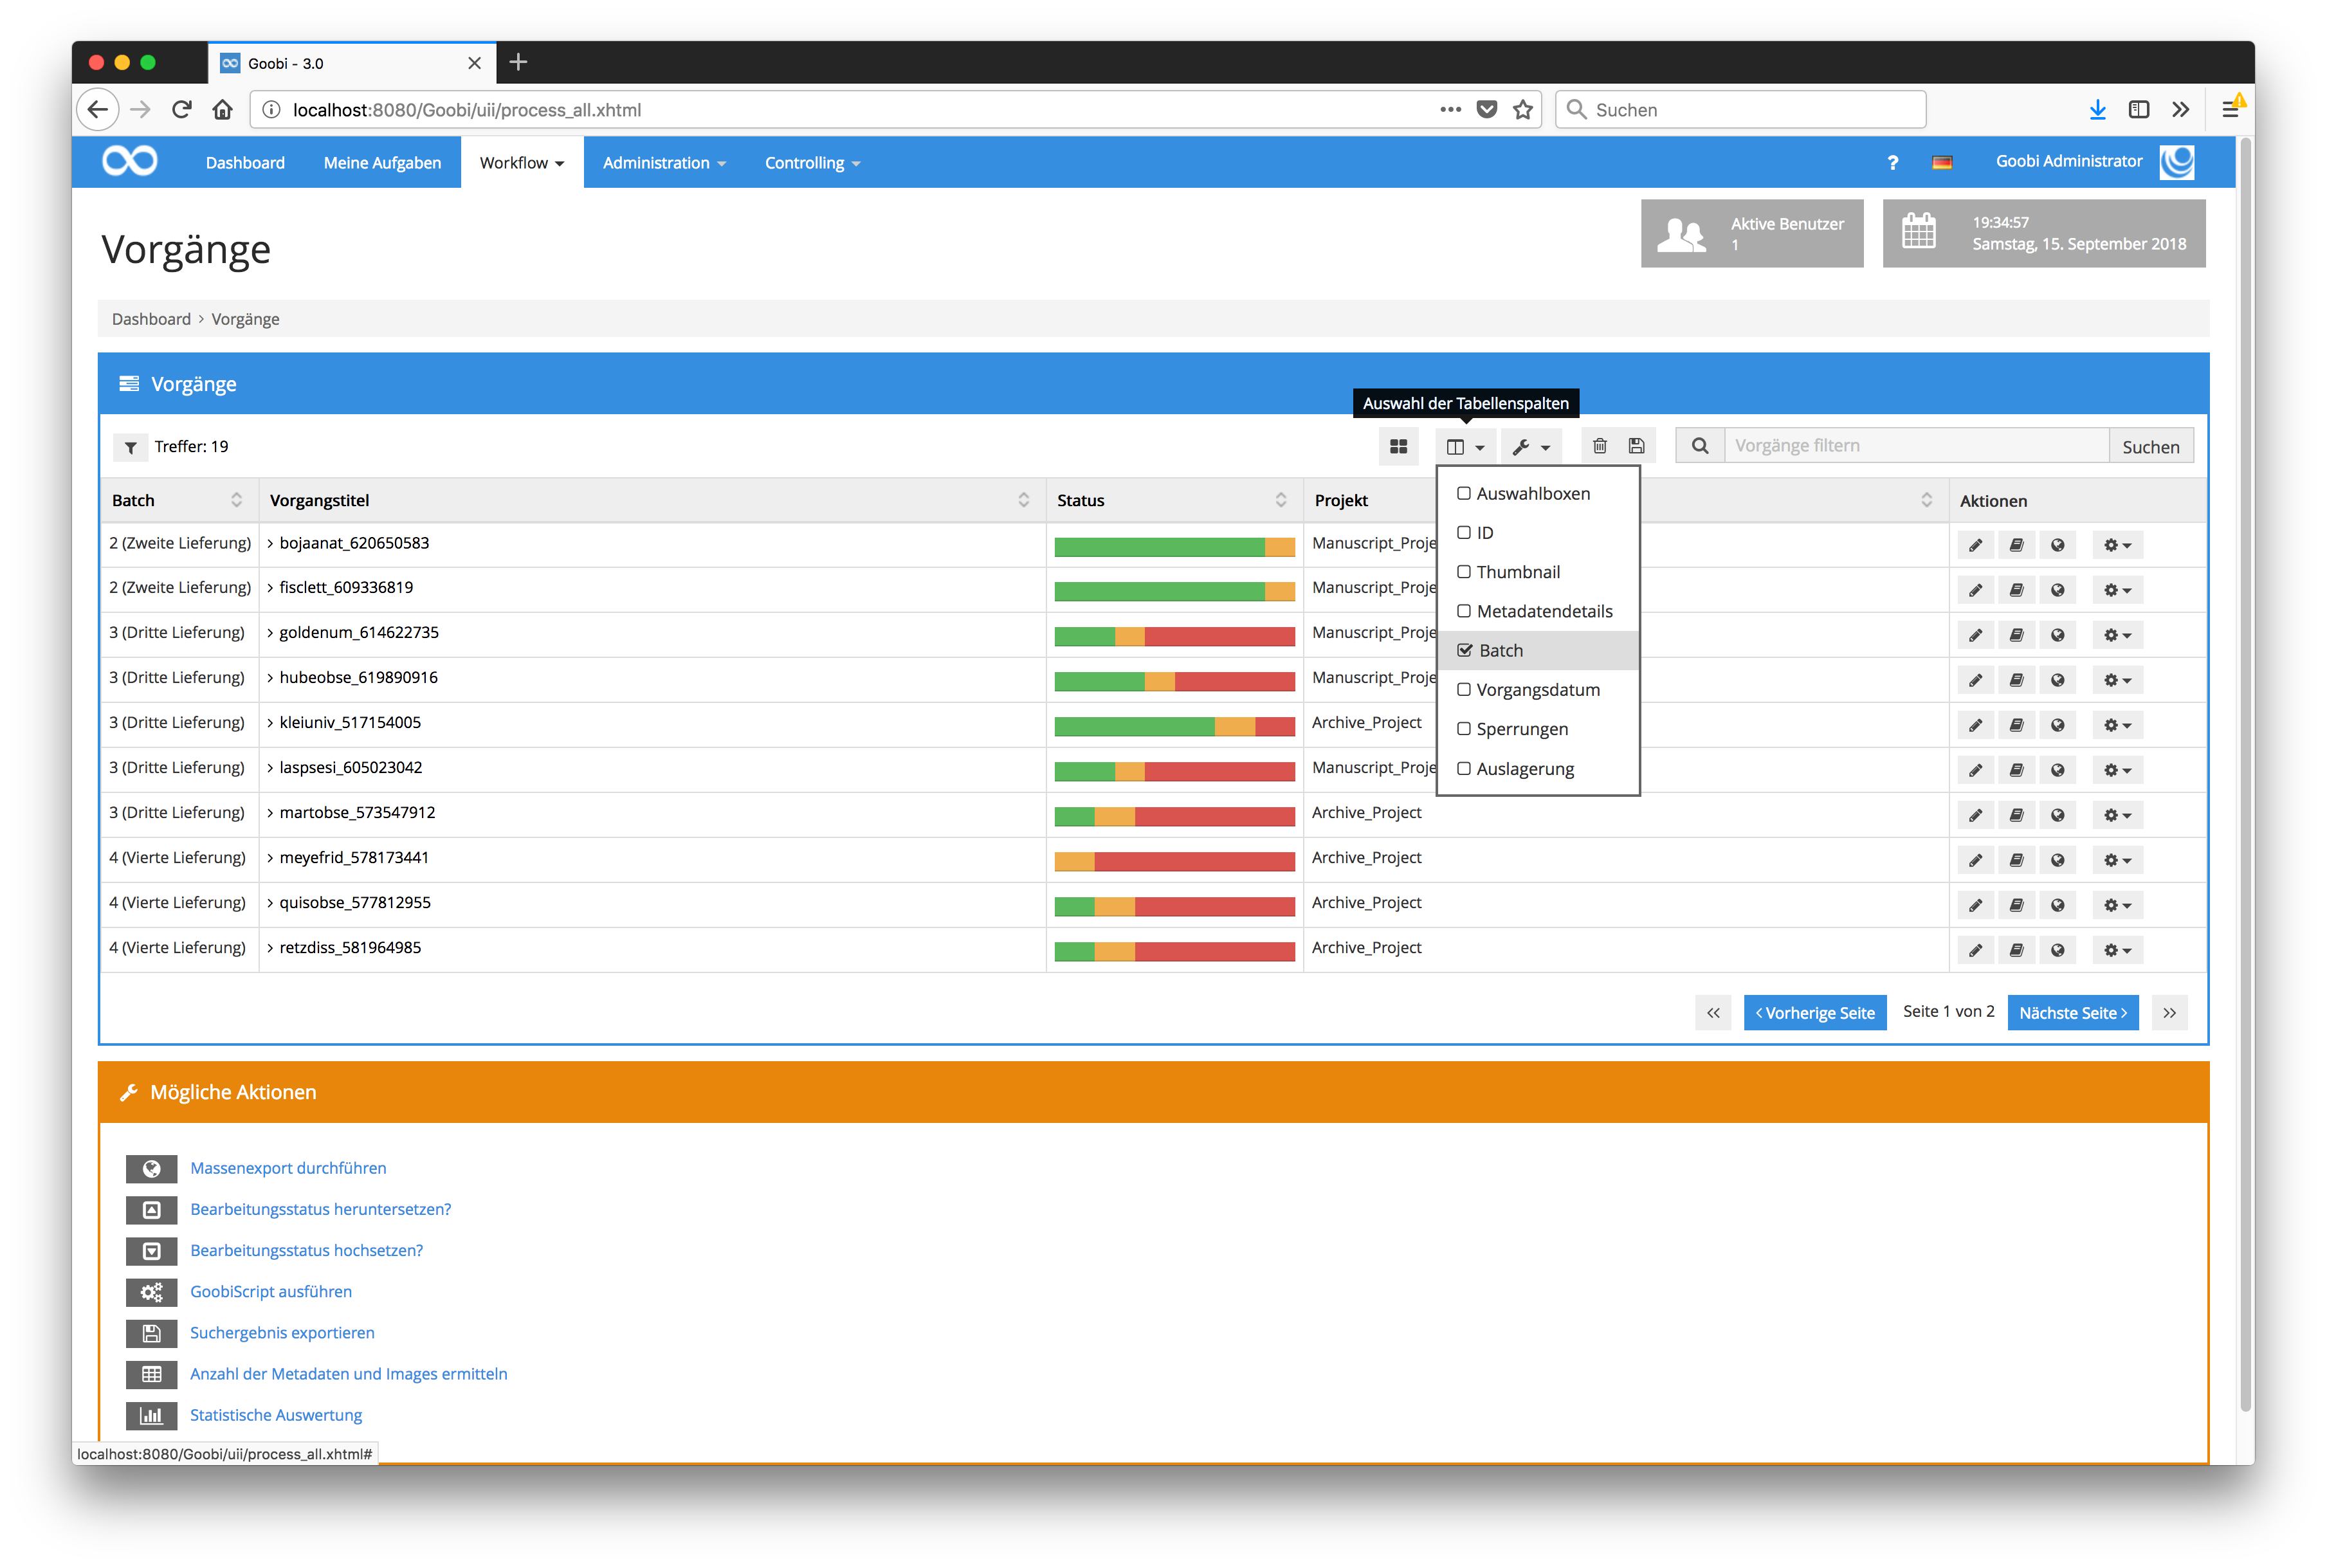 Goobi - 3.0
localhost:8080/Goobi/uii/process_all.xhtml
Suchen
Dashboard Meine Aufgaben Workflow Administration Controlling ? Goobi Administrator
Vorgänge
Aktive Benutzer
1
19:34:57
Samstag, 15. September 2018
Dashboard > Vorgänge
Vorgänge
Auswahl der Tabellenspalten
Treffer: 19
Vorgänge filtern
Suchen
Batch Vorgangstitel Status Projekt Aktionen
2 (Zweite Lieferung) > bojaanat_620650583 Manuscript_Proje
2 (Zweite Lieferung) > fisclett_609336819 Manuscript_Proje
3 (Dritte Lieferung) > goldenum_614622735 Manuscript_Proje
3 (Dritte Lieferung) > hubeobse_619890916 Manuscript_Proje
3 (Dritte Lieferung) > kleiuniv_517154005 Archive_Project
3 (Dritte Lieferung) > laspsesi_605023042 Manuscript_Proje
3 (Dritte Lieferung) > martobse_573547912 Archive_Project
4 (Vierte Lieferung) > meyefrid_578173441 Archive_Project
4 (Vierte Lieferung) > quisobse_577812955 Archive_Project
4 (Vierte Lieferung) > retzdiss_581964985 Archive_Project
Auswahlboxen
ID
Thumbnail
Metadatendetails
Batch
Vorgangsdatum
Sperrungen
Auslagerung
« < Vorherige Seite Seite 1 von 2 Nächste Seite > »
Mögliche Aktionen
Massenexport durchführen
Bearbeitungsstatus heruntersetzen?
Bearbeitungsstatus hochsetzen?
GoobiScript ausführen
Suchergebnis exportieren
Anzahl der Metadaten und Images ermitteln
Statistische Auswertung
localhost:8080/Goobi/uii/process_all.xhtml#